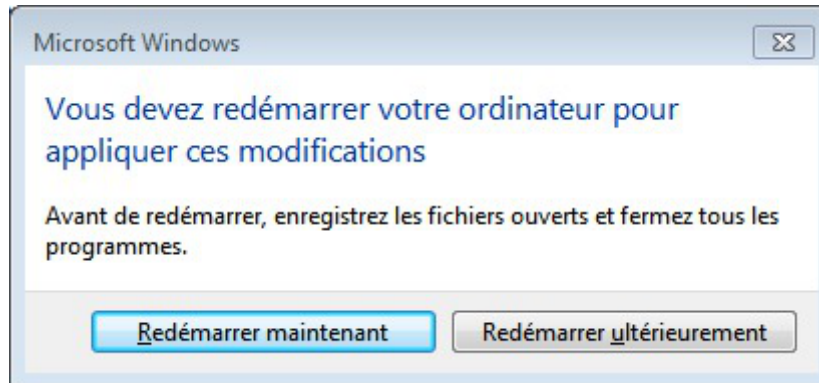 Microsoft Windows
Vous devez redémarrer votre ordinateur pour
appliquer ces modifications
Avant de redémarrer, enregistrez les fichiers ouverts et fermez tous les
programmes.
Redémarrer maintenant
Redémarrer ultérieurement